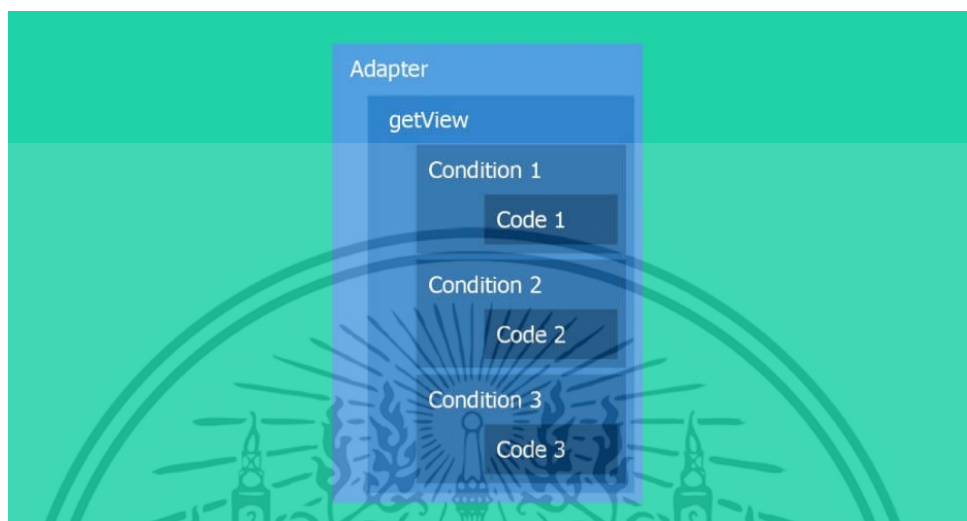 Adapter
getView
Condition 1
Code 1
Condition 2
Code 2
Condition 3
Code 3